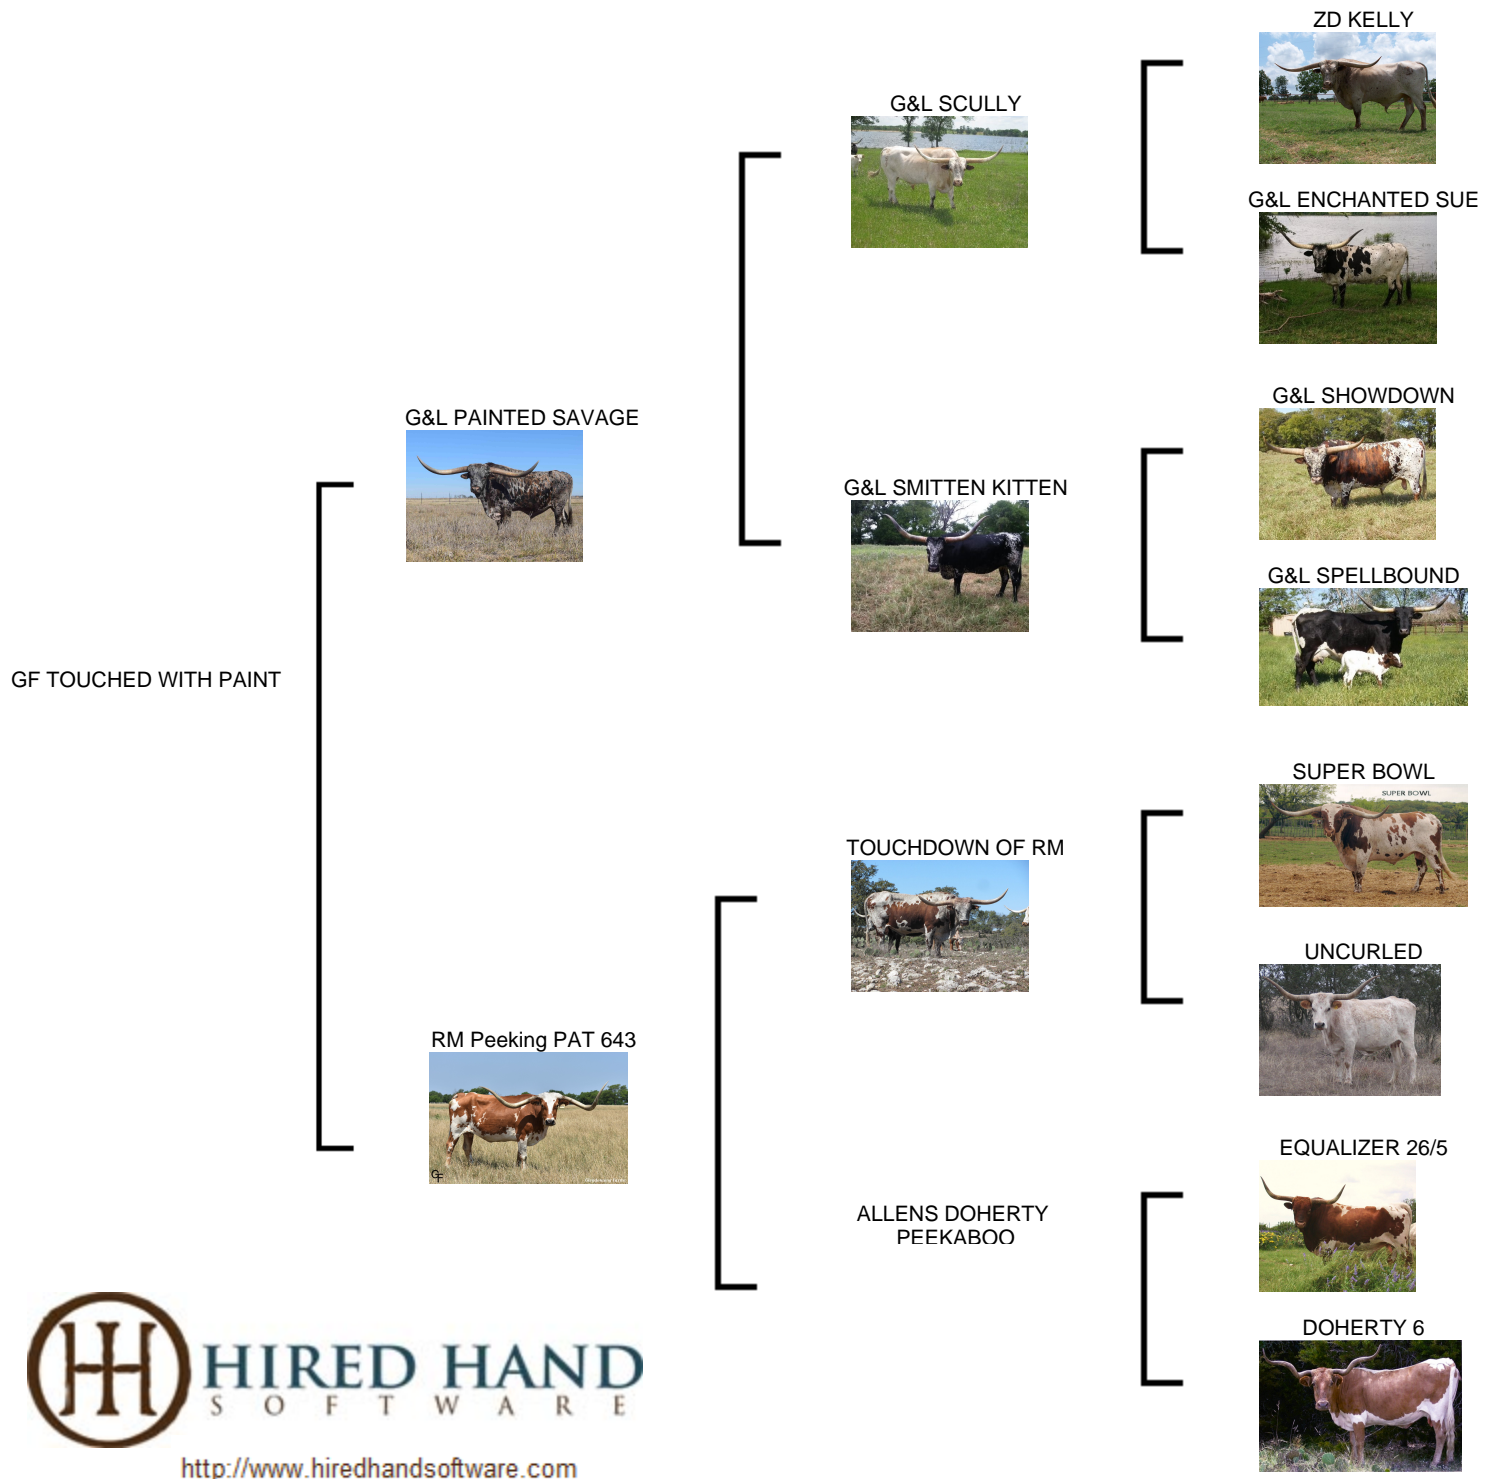 ZD KELLY
G&L SCULLY
G&L ENCHANTED SUE
G&L SHOWDOWN
G&L PAINTED SAVAGE
G&L SMITTEN KITTEN
G&L SPELLBOUND
GF TOUCHED WITH PAINT
SUPER BOWL
SUPER BOWL
TOUCHDOWN OF RM
UNCURLED
RM Peeking PAT 643
GF
EQUALIZER 26/5
ALLENS DOHERTY
PEEKABOO
DOHERTY 6
HIRED HAND
SOFTWARE
http://www.hiredhandsoftware.com